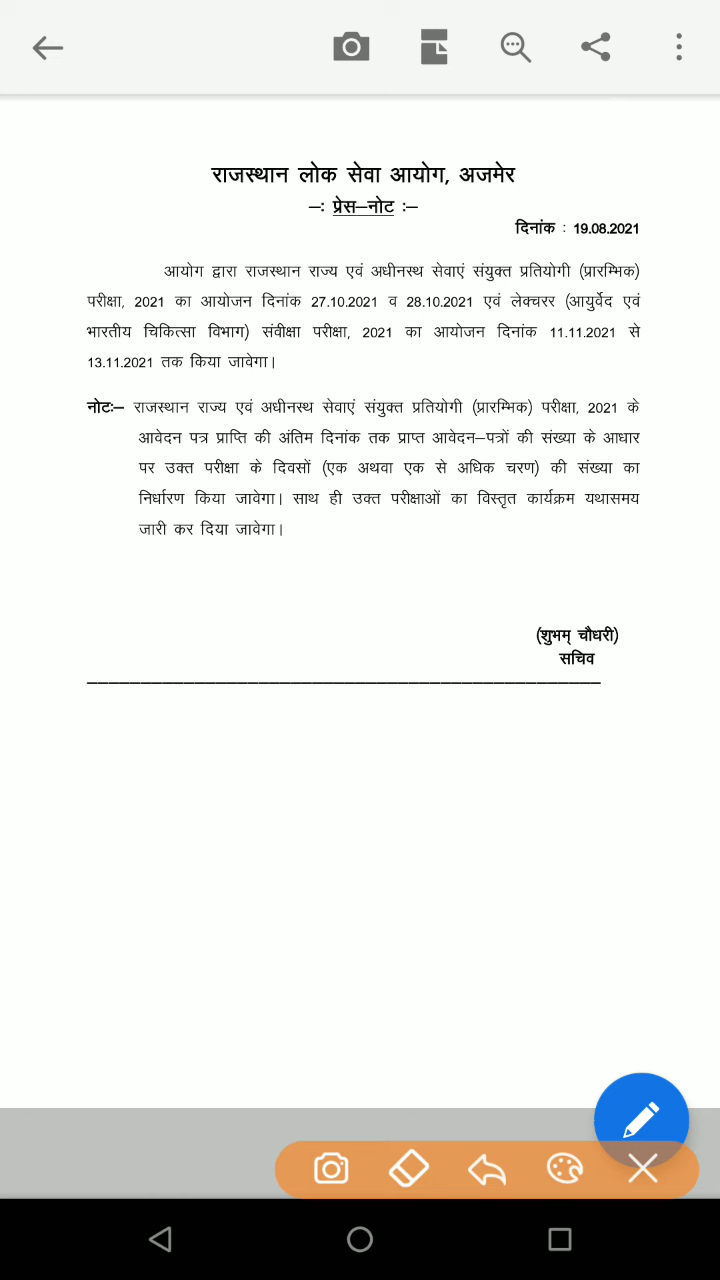 राजस्थान लोक सेवा आयोग, अजमेर
–: प्रेस–नोट :–
दिनांक : 19.08.2021
आयोग द्वारा राजस्थान राज्य एवं अधीनस्थ सेवाएं संयुक्त प्रतियोगी (प्रारम्भिक)
परीक्षा, 2021 का आयोजन दिनांक 27.10.2021 व 28.10.2021 एवं लेक्चरर (आयुर्वेद एवं
भारतीय चिकित्सा विभाग) संवीक्षा परीक्षा, 2021 का आयोजन दिनांक 11.11.2021 से
13.11.2021 तक किया जावेगा।
नोटः– राजस्थान राज्य एवं अधीनस्थ सेवाएं संयुक्त प्रतियोगी (प्रारम्भिक) परीक्षा, 2021 के
आवेदन पत्र प्राप्ति की अंतिम दिनांक तक प्राप्त आवेदन–पत्रों की संख्या के आधार
पर उक्त परीक्षा के दिवसों (एक अथवा एक से अधिक चरण) की संख्या का
निर्धारण किया जावेगा। साथ ही उक्त परीक्षाओं का विस्तृत कार्यक्रम यथासमय
जारी कर दिया जावेगा।
(शुभम् चौधरी)
सचिव